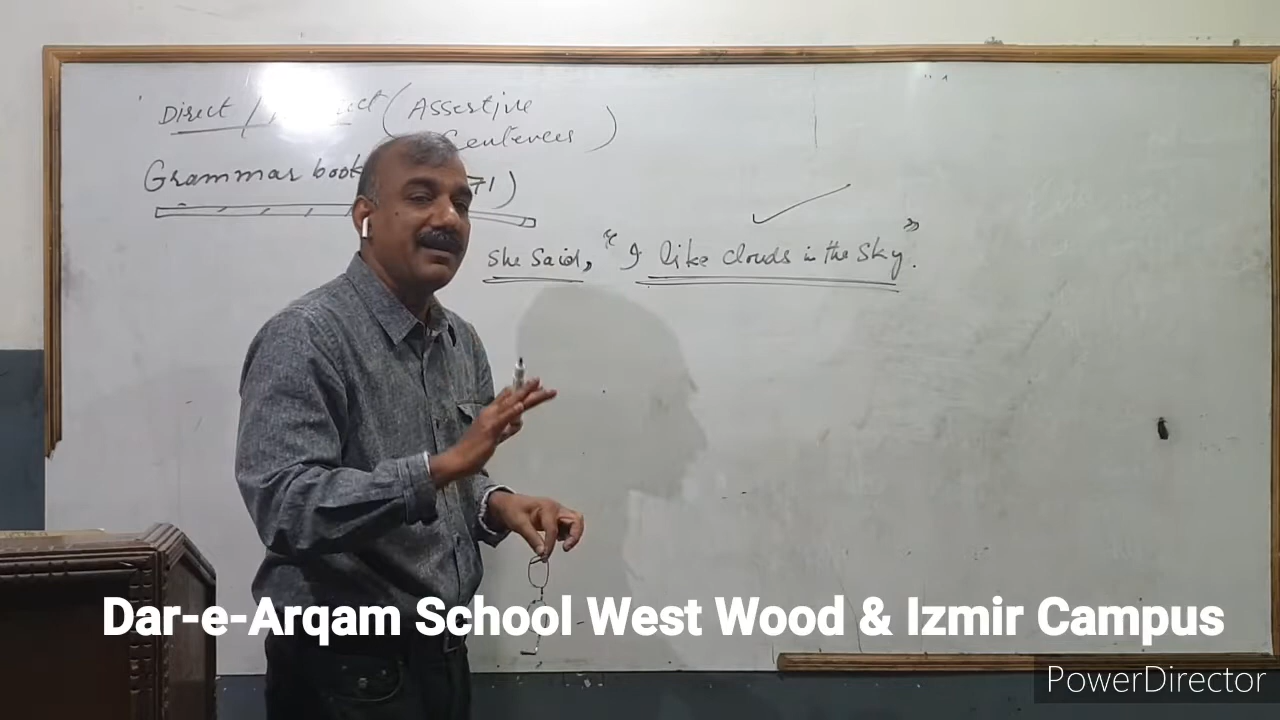 Direct / (Assertive
Sentences)
Grammar book
She said, "I like clouds in the sky".
Dar-e-Arqam School West Wood & Izmir Campus
PowerDirector